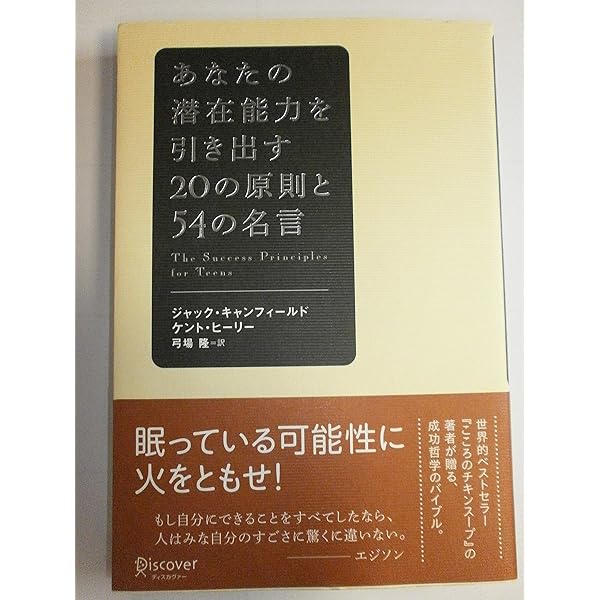 あなたの
潜在能力を
引き出す
20の原則と
54の名言
The Success Principles
for Teens
ジャック・キャンフィールド
ケント・ヒーリー
弓場 隆=訳
世界的ベストセラー
『こころのチキンスープ』の
著者が贈る、
成功哲学のバイブル。
眠っている可能性に
火をともせ!
もし自分にできることをすべてしたなら、
人はみな自分のすごさに驚くに違いない。
エジソン
Discover
ディスカヴァー